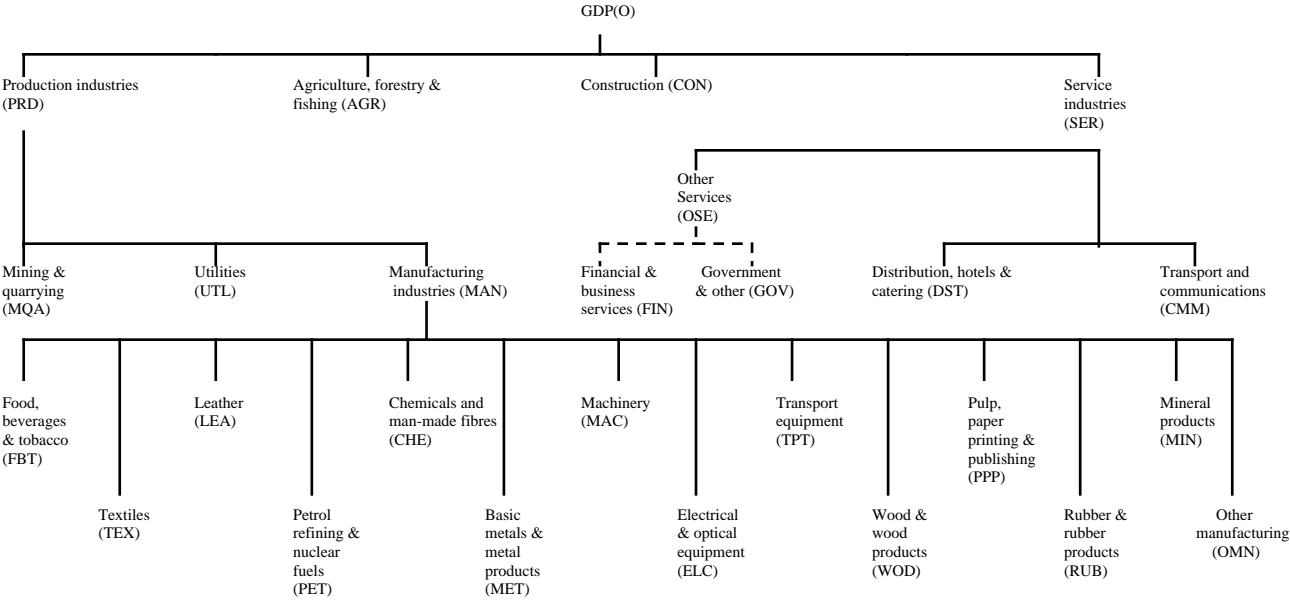 GDP(O)
Production industries
(PRD)
Agriculture, forestry &
fishing (AGR)
Construction (CON)
Service
industries
(SER)
Other
Services
(OSE)
Mining &
quarrying
(MQA)
Utilities
(UTL)
Manufacturing
industries (MAN)
Financial &
business
services (FIN)
Government
& other (GOV)
Distribution, hotels &
catering (DST)
Transport and
communications
(CMM)
Food,
beverages
& tobacco
(FBT)
Leather
(LEA)
Chemicals and
man-made fibres
(CHE)
Machinery
(MAC)
Transport
equipment
(TPT)
Pulp,
paper
printing &
publishing
(PPP)
Mineral
products
(MIN)
Textiles
(TEX)
Petrol
refining &
nuclear
fuels
(PET)
Basic
metals &
metal
products
(MET)
Electrical
& optical
equipment
(ELC)
Wood &
wood
products
(WOD)
Rubber &
rubber
products
(RUB)
Other
manufacturing
(OMN)